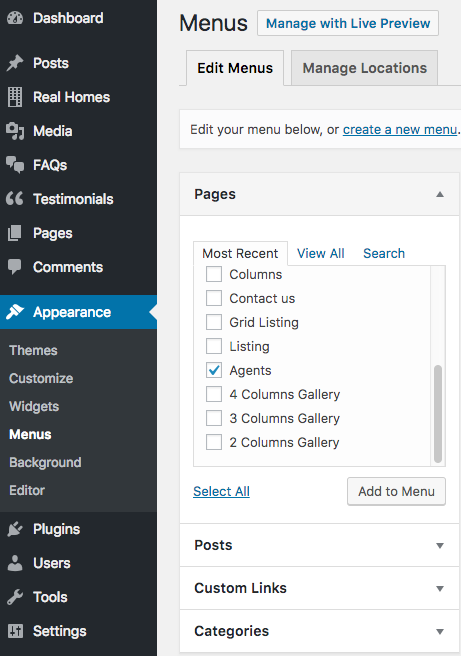 Dashboard
Posts
Real Homes
Media
FAQs
Testimonials
Pages
Comments
Appearance
Themes
Customize
Widgets
Menus
Background
Editor
Plugins
Users
Tools
Settings
Menus
Manage with Live Preview
Edit Menus
Manage Locations
Edit your menu below, or create a new menu.
Pages
Most Recent View All Search
Columns
Contact us
Grid Listing
Listing
Agents
4 Columns Gallery
3 Columns Gallery
2 Columns Gallery
Select All
Add to Menu
Posts
Custom Links
Categories